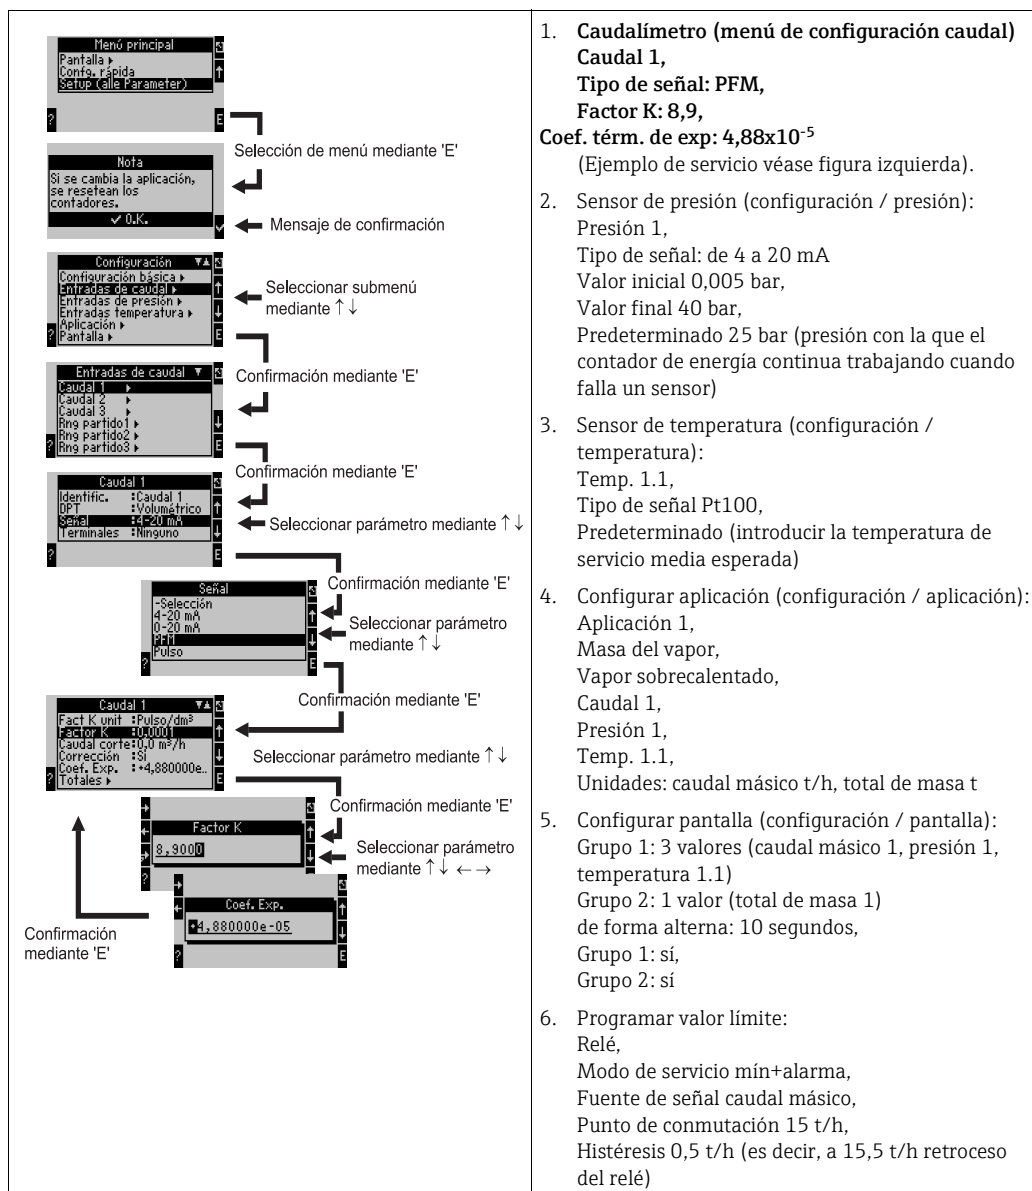 Menú principal
Pantalla
Confg. rápida
Setup (alle Parameter)
?
E
Selección de menú mediante 'E'
Nota
Si se cambia la aplicación,
se resetean los
contadores.
✓ O.K.
Mensaje de confirmación
Configuración
Configuración básica
Entradas de caudal
Entradas de presión
Entradas temperatura
Aplicación
Pantalla
?
E
Seleccionar submenú
mediante ↑ ↓
Confirmación mediante 'E'
Entradas de caudal
Caudal 1
Caudal 2
Caudal 3
Rng partido1
Rng partido2
Rng partido3
?
E
Confirmación mediante 'E'
Caudal 1
Identific. :Caudal 1
DPT :Volumétrico
Señal :4-20 mA
Terminales :Ninguno
?
E
Seleccionar parámetro mediante ↑ ↓
Confirmación mediante 'E'
Señal
-Selección
4-20 mA
0-20 mA
PFM
Pulso
?
E
Seleccionar parámetro
mediante ↑ ↓
Confirmación mediante 'E'
Caudal 1
Fact K unit :Pulso/dm³
Factor K :0,0001
Caudal corte:0,0 m³/h
Corrección :Sí
Coef. Exp. :+4,880000e..
Totales
?
E
Seleccionar parámetro mediante ↑ ↓
Confirmación mediante 'E'
Factor K
8,9000
?
Seleccionar parámetro
mediante ↑ ↓ ← →
Coef. Exp.
+4,880000e-05
?
E
Confirmación
mediante 'E'
1. Caudalímetro (menú de configuración caudal)
Caudal 1,
Tipo de señal: PFM,
Factor K: 8,9,
Coef. térm. de exp: 4,88x10⁻⁵
(Ejemplo de servicio véase figura izquierda).
2. Sensor de presión (configuración / presión):
Presión 1,
Tipo de señal: de 4 a 20 mA
Valor inicial 0,005 bar,
Valor final 40 bar,
Predeterminado 25 bar (presión con la que el
contador de energía continua trabajando cuando
falla un sensor)
3. Sensor de temperatura (configuración /
temperatura):
Temp. 1.1,
Tipo de señal Pt100,
Predeterminado (introducir la temperatura de
servicio media esperada)
4. Configurar aplicación (configuración / aplicación):
Aplicación 1,
Masa del vapor,
Vapor sobrecalentado,
Caudal 1,
Presión 1,
Temp. 1.1,
Unidades: caudal másico t/h, total de masa t
5. Configurar pantalla (configuración / pantalla):
Grupo 1: 3 valores (caudal másico 1, presión 1,
temperatura 1.1)
Grupo 2: 1 valor (total de masa 1)
de forma alterna: 10 segundos,
Grupo 1: sí,
Grupo 2: sí
6. Programar valor límite:
Relé,
Modo de servicio mín+alarma,
Fuente de señal caudal másico,
Punto de conmutación 15 t/h,
Histéresis 0,5 t/h (es decir, a 15,5 t/h retroceso
del relé)